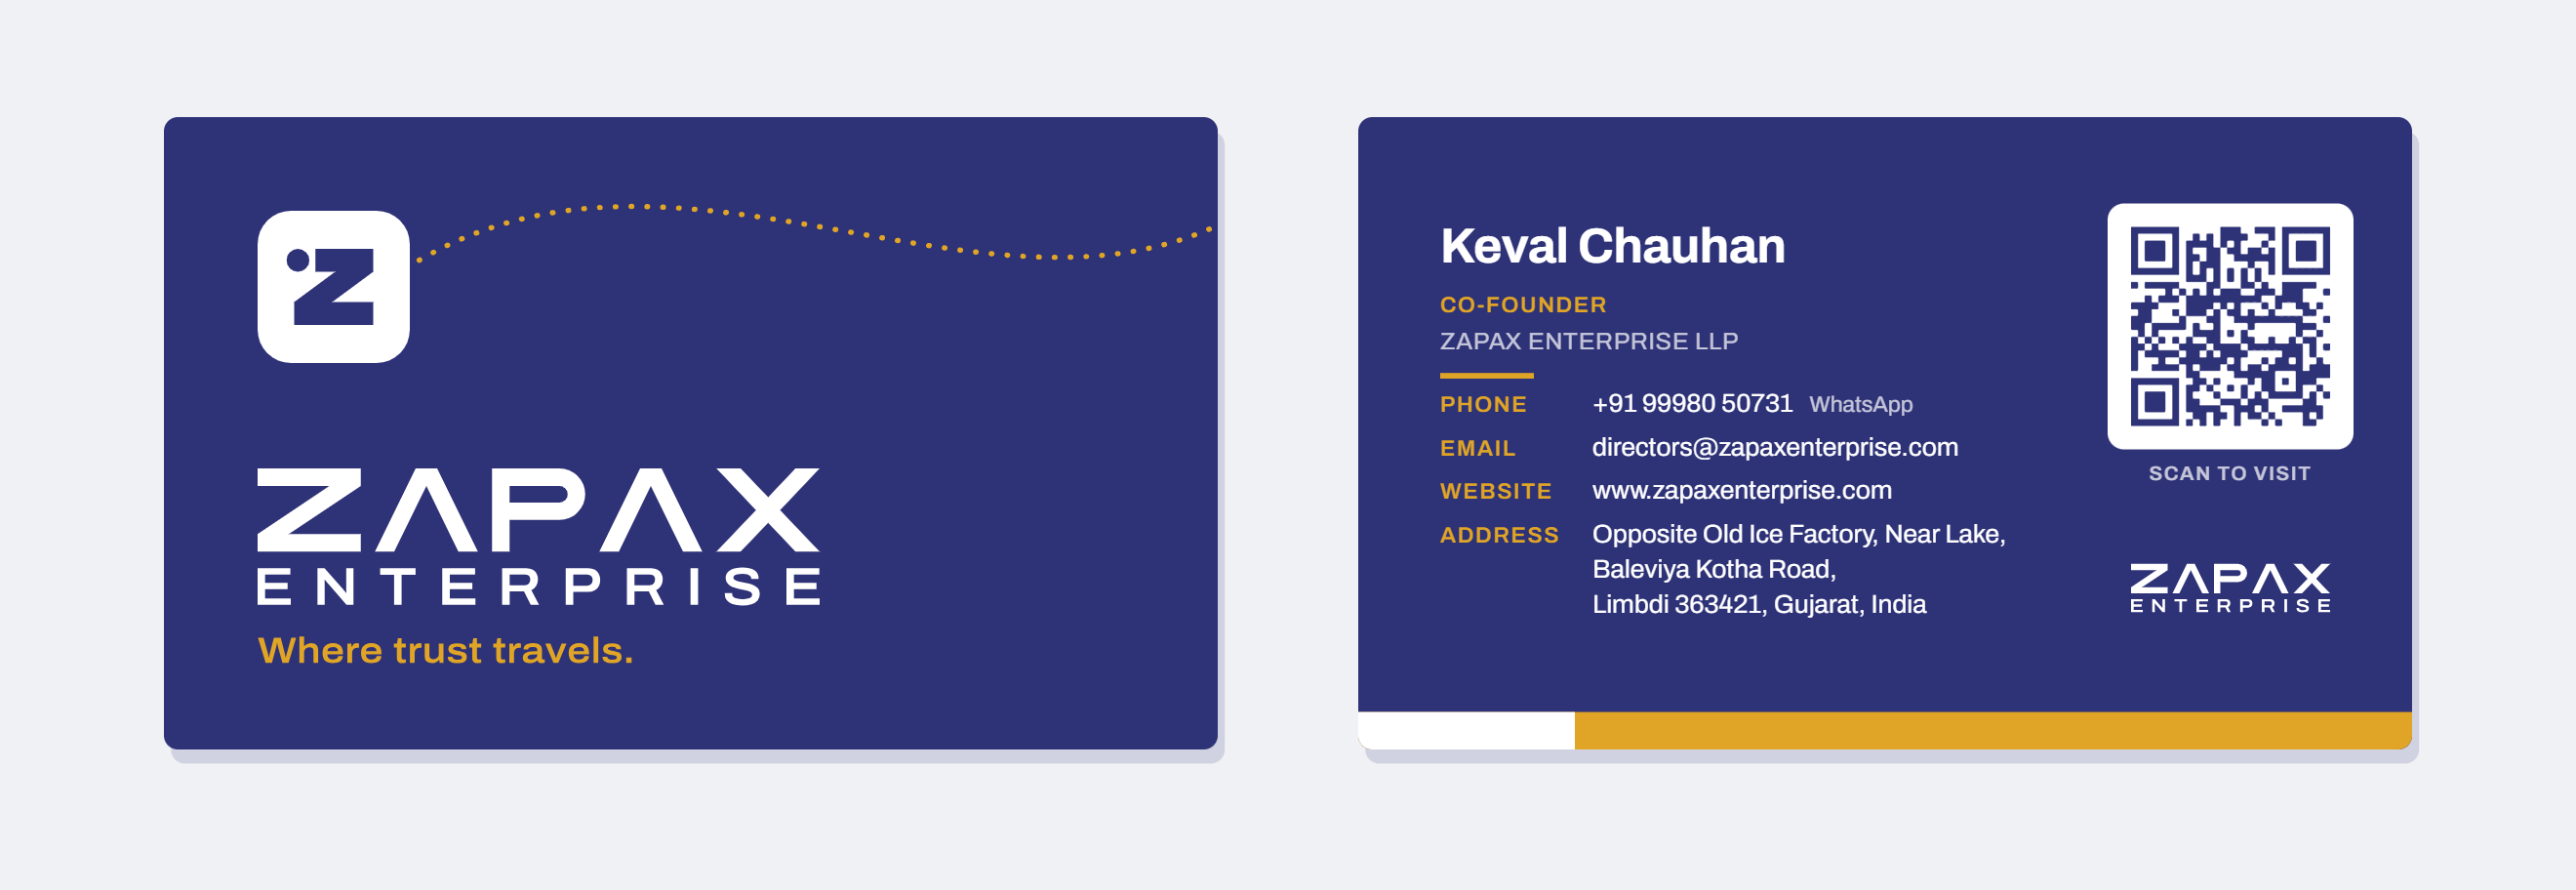 Z
ZAPAX
ENTERPRISE
Where trust travels.
Keval Chauhan
CO-FOUNDER
ZAPAX ENTERPRISE LLP
PHONE +91 99980 50731 WhatsApp
EMAIL directors@zapaxenterprise.com
WEBSITE www.zapaxenterprise.com
ADDRESS Opposite Old Ice Factory, Near Lake,
Baleviya Kotha Road,
Limbdi 363421, Gujarat, India
SCAN TO VISIT
ZAPAX
ENTERPRISE